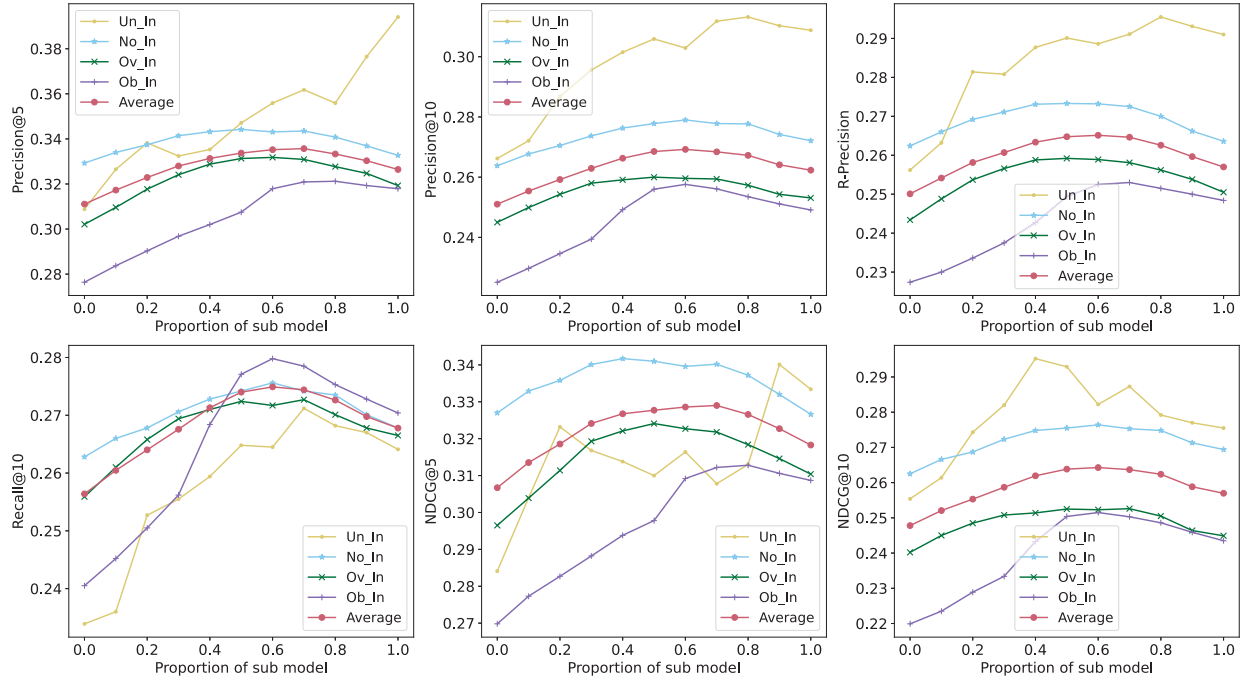 Precision@5
0.38
0.36
0.34
0.32
0.30
0.28
Un_In
No_In
Ov_In
Ob_In
Average
0.0 0.2 0.4 0.6 0.8 1.0
Proportion of sub model
Precision@10
0.30
0.28
0.26
0.24
Un_In
No_In
Ov_In
Ob_In
Average
0.0 0.2 0.4 0.6 0.8 1.0
Proportion of sub model
R-Precision
0.29
0.28
0.27
0.26
0.25
0.24
0.23
Un_In
No_In
Ov_In
Ob_In
Average
0.0 0.2 0.4 0.6 0.8 1.0
Proportion of sub model
Recall@10
0.28
0.27
0.26
0.25
0.24
Un_In
No_In
Ov_In
Ob_In
Average
0.0 0.2 0.4 0.6 0.8 1.0
Proportion of sub model
NDCG@5
0.34
0.33
0.32
0.31
0.30
0.29
0.28
0.27
Un_In
No_In
Ov_In
Ob_In
Average
0.0 0.2 0.4 0.6 0.8 1.0
Proportion of sub model
NDCG@10
0.29
0.28
0.27
0.26
0.25
0.24
0.23
0.22
Un_In
No_In
Ov_In
Ob_In
Average
0.0 0.2 0.4 0.6 0.8 1.0
Proportion of sub model